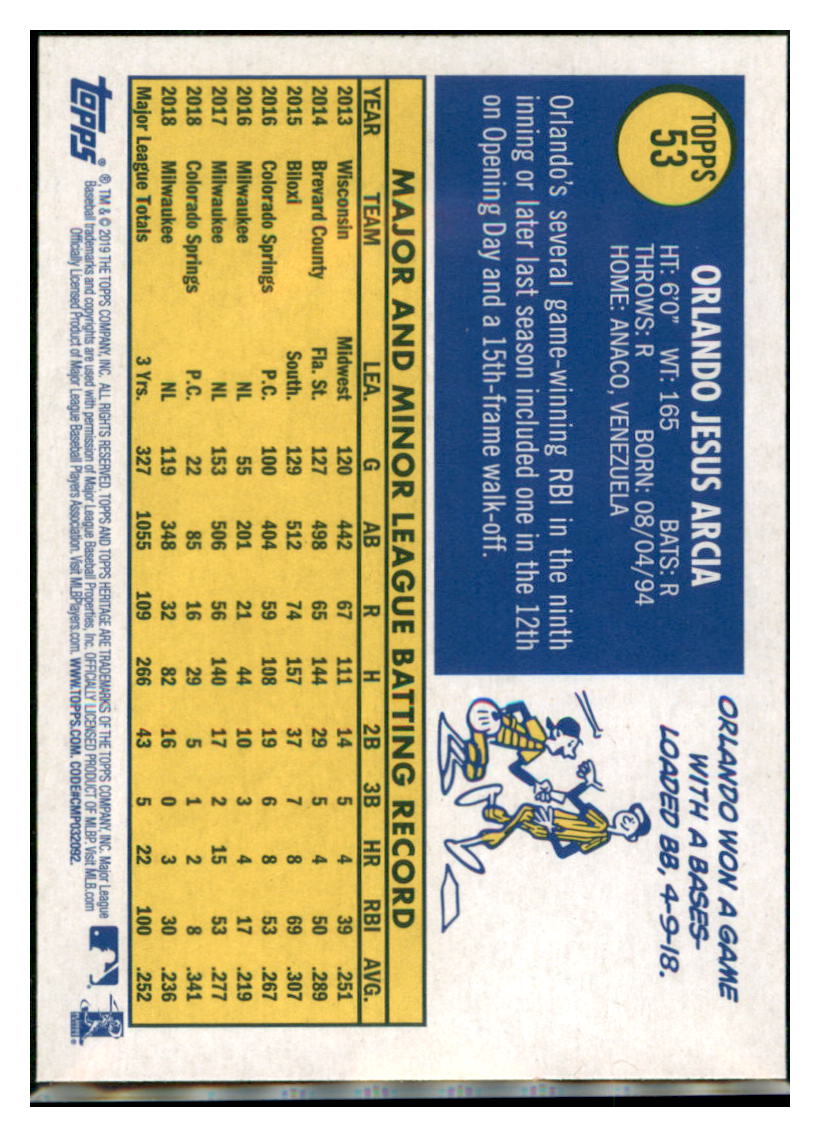 TOPPS
53
ORLANDO JESUS ARCIA
HT: 6'0" WT: 165 BATS: R
THROWS: R BORN: 08/04/94
HOME: ANACO, VENEZUELA
Orlando's several game-winning RBI in the ninth
inning or later last season included one in the 12th
on Opening Day and a 15th-frame walk-off.
ORLANDO WON A GAME
WITH A BASES-
LOADED BB, 4-9-18.
MAJOR AND MINOR LEAGUE BATTING RECORD
YEAR TEAM LEA. G AB R H 2B 3B HR RBI AVG.
2013 Wisconsin Midwest 120 442 67 111 14 5 4 39 .251
2014 Brevard County Fla. St. 127 498 65 144 29 5 4 50 .289
2015 Biloxi South. 129 512 74 157 37 7 8 69 .307
2016 Colorado Springs P.C. 100 404 59 108 19 6 8 53 .267
2016 Milwaukee NL 55 201 21 44 10 3 4 17 .219
2017 Milwaukee NL 153 506 56 140 17 2 15 53 .277
2018 Colorado Springs P.C. 22 85 16 29 5 1 2 8 .341
2018 Milwaukee NL 119 348 32 82 16 0 3 30 .236
Major League Totals 3 Yrs. 327 1055 109 266 43 5 22 100 .252
topps®
®, TM & © 2019 THE TOPPS COMPANY, INC. ALL RIGHTS RESERVED. TOPPS AND TOPPS HERITAGE ARE TRADEMARKS OF THE TOPPS COMPANY, INC. Major League
Baseball trademarks and copyrights are used with permission of Major League Baseball Properties, Inc. OFFICIALLY LICENSED PRODUCT OF MLBP. Visit MLB.com
Officially Licensed Product of Major League Baseball Players Association. Visit MLBPlayers.com. WWW.TOPPS.COM. CODE#CMP032092.